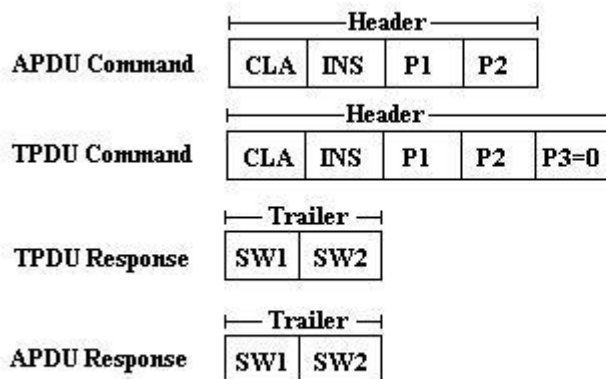 Header
APDU Command CLA INS P1 P2
Header
TPDU Command CLA INS P1 P2 P3=0
Trailer
TPDU Response SW1 SW2
Trailer
APDU Response SW1 SW2